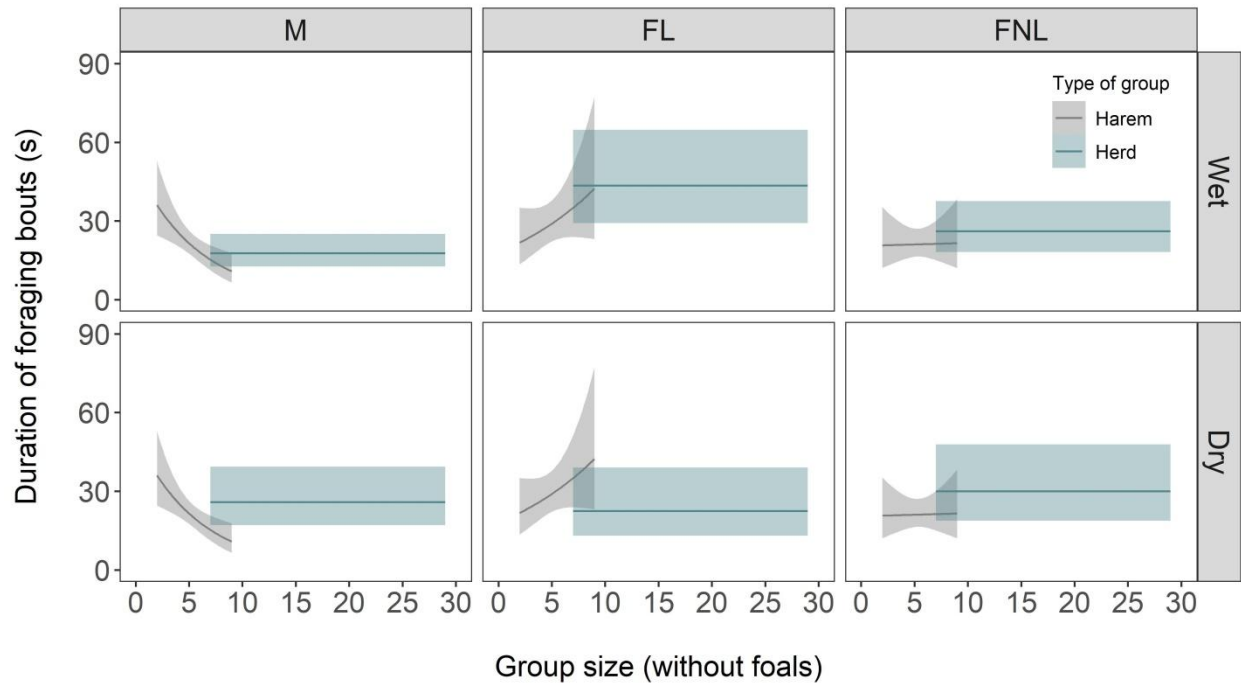 M FL FNL
90
60
30
0
Type of group
Harem
Herd
Wet
90
60
30
0
Dry
0 5 10 15 20 25 30 0 5 10 15 20 25 30 0 5 10 15 20 25 30
Duration of foraging bouts (s)
Group size (without foals)